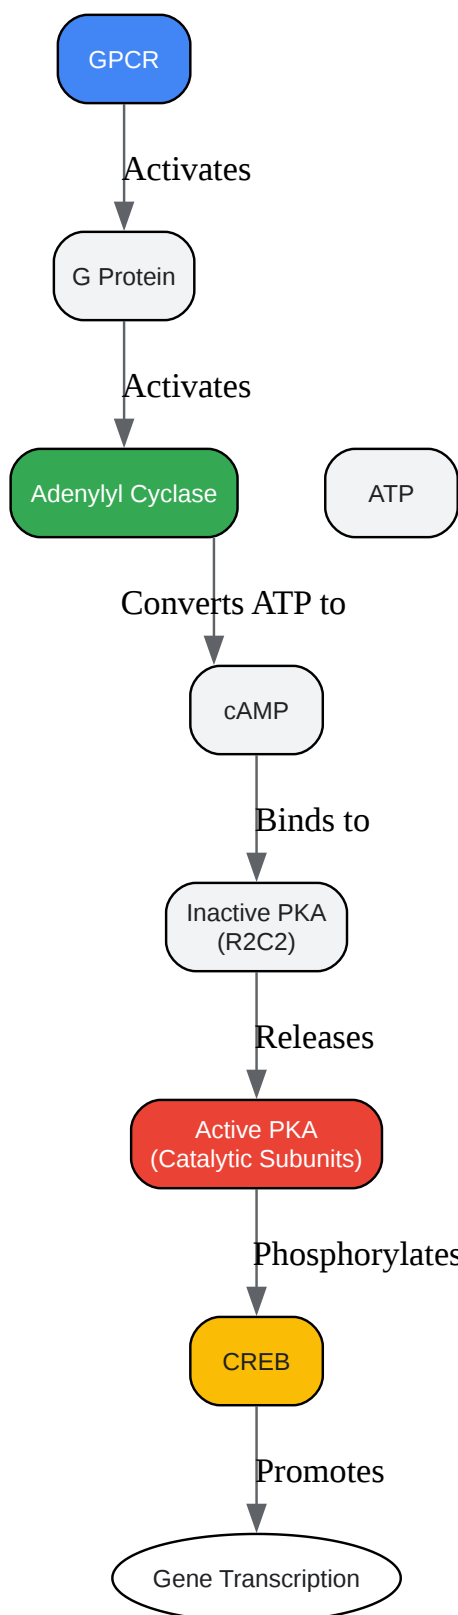 GPCR
Activates
G Protein
Activates
Adenylyl Cyclase
ATP
Converts ATP to
cAMP
Binds to
Inactive PKA
(R2C2)
Releases
Active PKA
(Catalytic Subunits)
Phosphorylates
CREB
Promotes
Gene Transcription